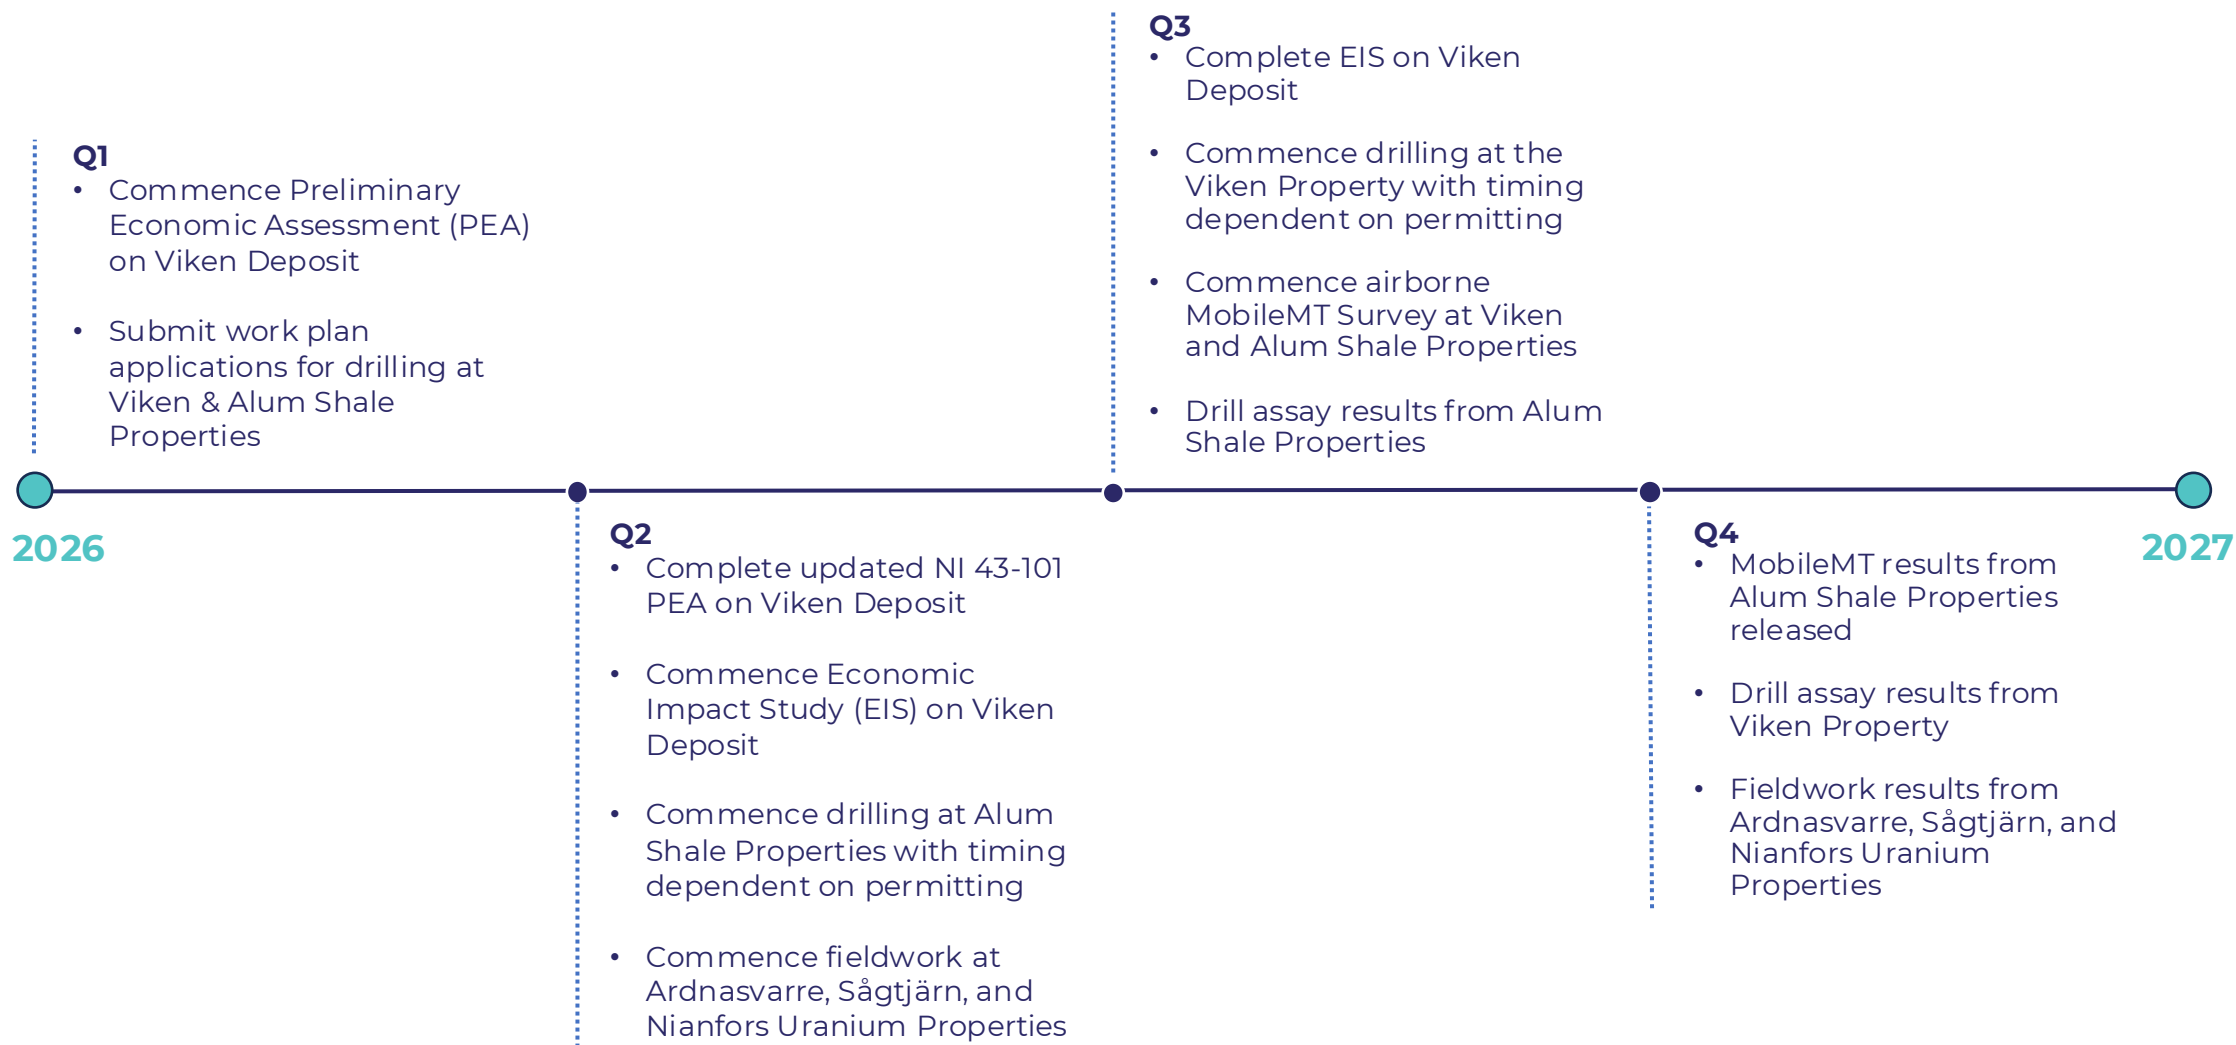 Q1
• Commence Preliminary
Economic Assessment (PEA)
on Viken Deposit
• Submit work plan
applications for drilling at
Viken & Alum Shale
Properties
2026
Q2
• Complete updated NI 43-101
PEA on Viken Deposit
• Commence Economic
Impact Study (EIS) on Viken
Deposit
• Commence drilling at Alum
Shale Properties with timing
dependent on permitting
• Commence fieldwork at
Ardnasvarre, Sågtjärn, and
Nianfors Uranium Properties
Q3
• Complete EIS on Viken
Deposit
• Commence drilling at the
Viken Property with timing
dependent on permitting
• Commence airborne
MobileMT Survey at Viken
and Alum Shale Properties
• Drill assay results from Alum
Shale Properties
Q4
• MobileMT results from
Alum Shale Properties
released
• Drill assay results from
Viken Property
• Fieldwork results from
Ardnasvarre, Sågtjärn, and
Nianfors Uranium
Properties
2027